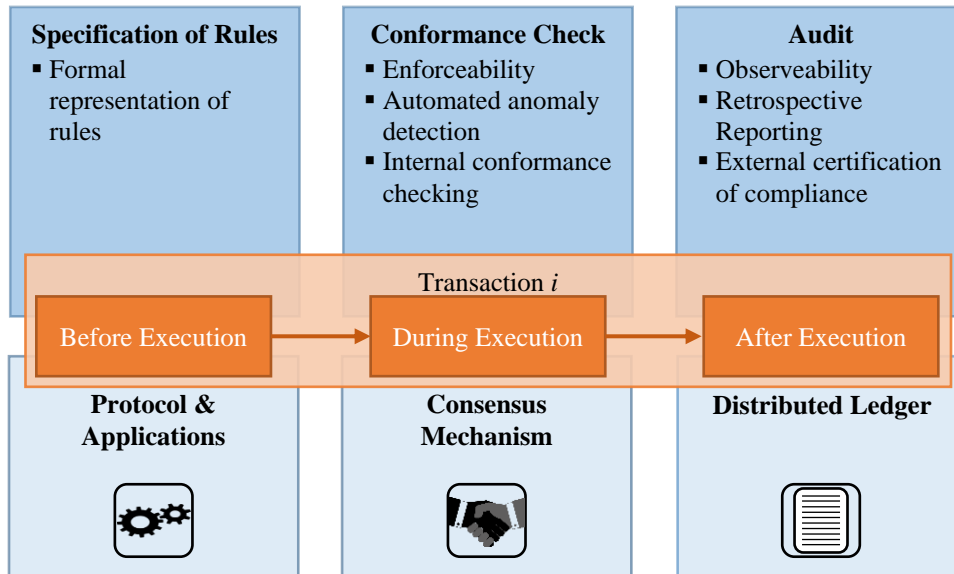 Specification of Rules
▪ Formal
representation of
rules
Conformance Check
▪ Enforceability
▪ Automated anomaly
detection
▪ Internal conformance
checking
Audit
▪ Observeability
▪ Retrospective
Reporting
▪ External certification
of compliance
Transaction i
Before Execution
During Execution
After Execution
Protocol &
Applications
Consensus
Mechanism
Distributed Ledger